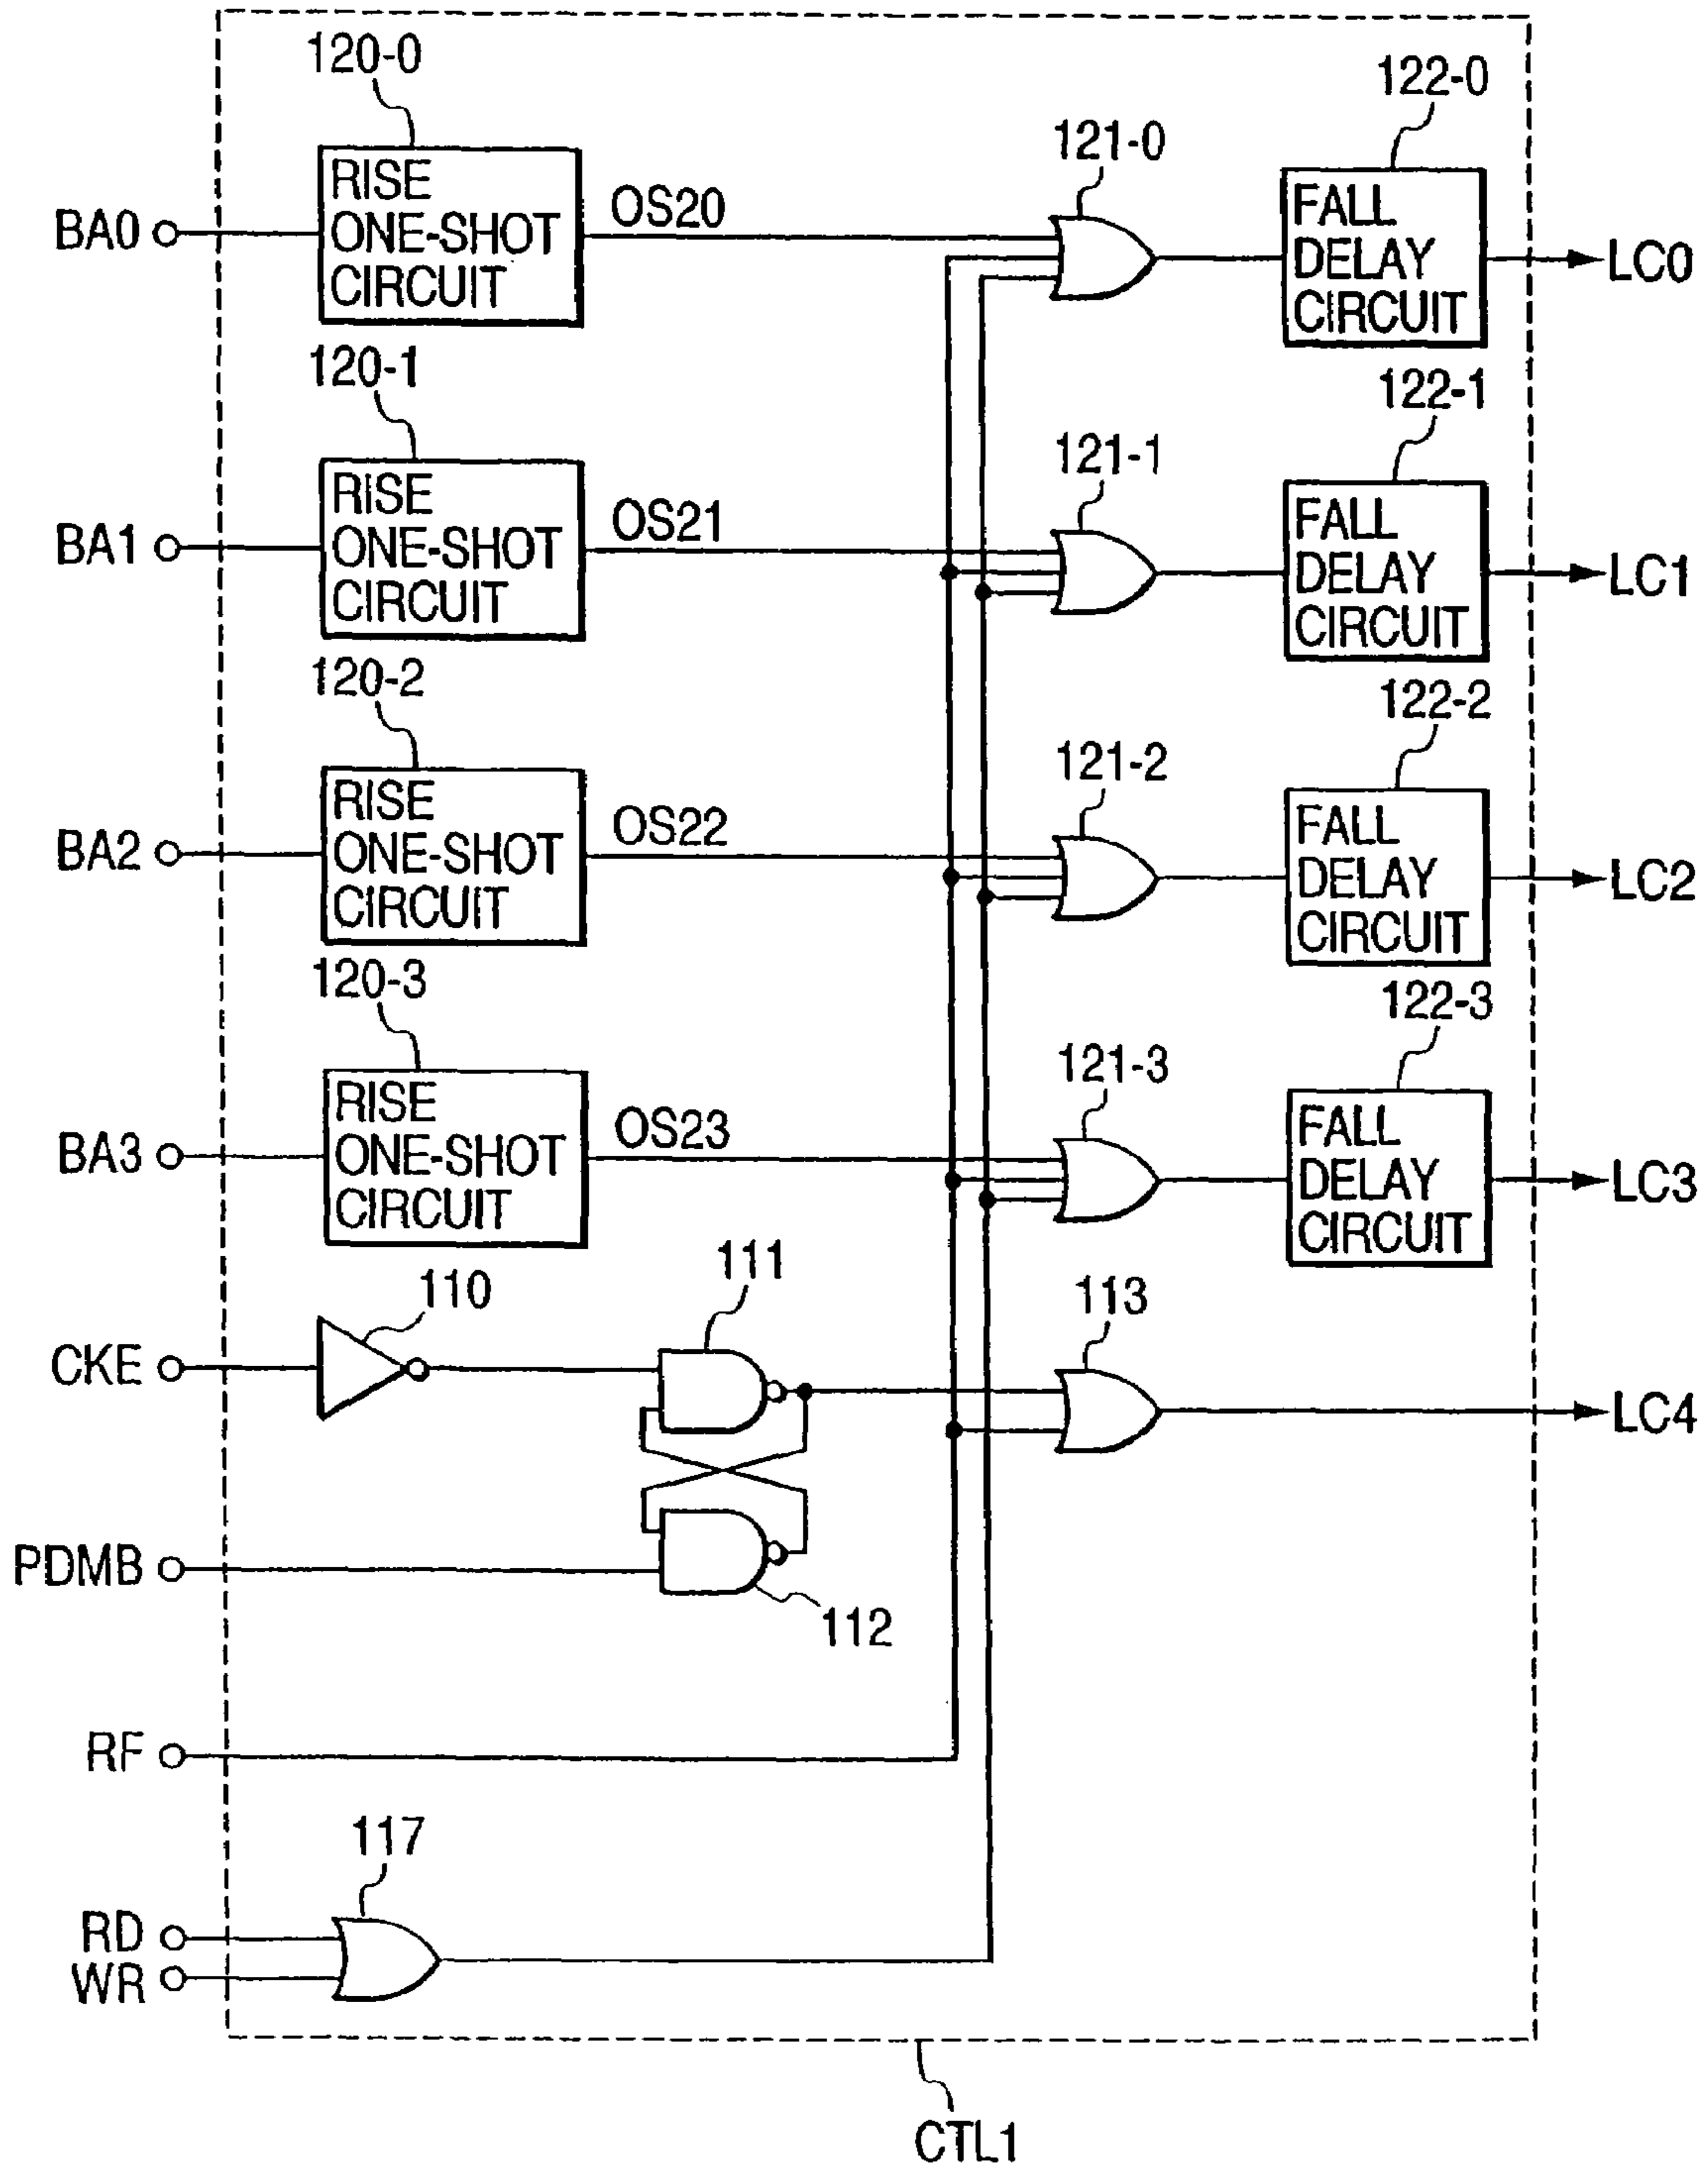 120-0
122-0
121-0
RISE
ONE-SHOT
CIRCUIT
OS20
FALL
DELAY
CIRCUIT
BA0
LC0
120-1
122-1
121-1
RISE
ONE-SHOT
CIRCUIT
OS21
FALL
DELAY
CIRCUIT
BA1
LC1
120-2
122-2
121-2
RISE
ONE-SHOT
CIRCUIT
OS22
FALL
DELAY
CIRCUIT
BA2
LC2
120-3
122-3
121-3
RISE
ONE-SHOT
CIRCUIT
OS23
FALL
DELAY
CIRCUIT
BA3
LC3
110
111
113
CKE
LC4
PDMB
112
RF
117
RD
WR
CTL1